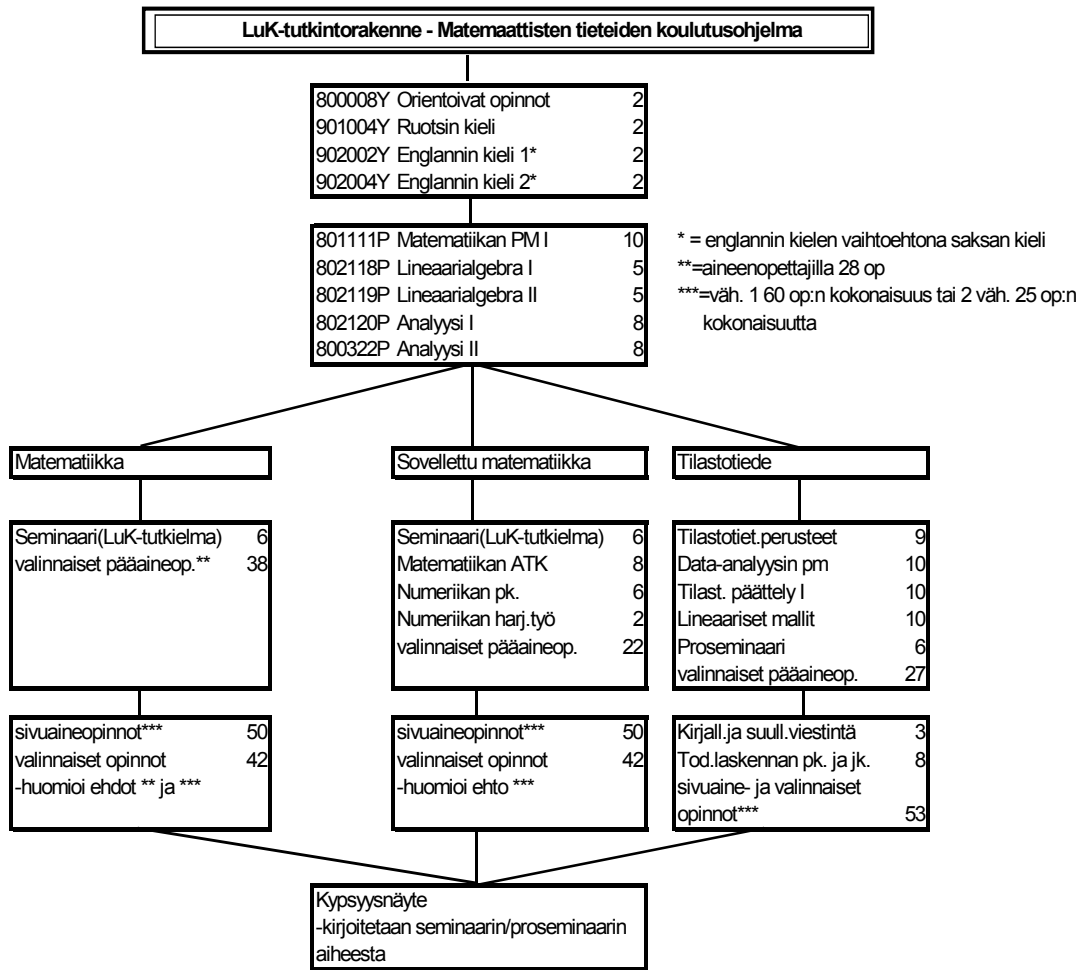 LuK-tutkintorakenne - Matemaattisten tieteiden koulutusohjelma
800008Y Orientoivat opinnot 2
901004Y Ruotsin kieli 2
902002Y Englannin kieli 1* 2
902004Y Englannin kieli 2* 2
801111P Matematiikan PM I 10
802118P Lineaarialgebra I 5
802119P Lineaarialgebra II 5
802120P Analyysi I 8
800322P Analyysi II 8
* = englannin kielen vaihtoehtona saksan kieli
**=aineenopettajilla 28 op
***=väh. 1 60 op:n kokonaisuus tai 2 väh. 25 op:n
kokonaisuutta
Matematiikka
Seminaari(LuK-tutkielma) 6
valinnaiset pääaineop.** 38
sivuaineopinnot*** 50
valinnaiset opinnot 42
-huomioi ehdot ** ja ***
Sovellettu matematiikka
Seminaari(LuK-tutkielma) 6
Matematiikan ATK 8
Numeriikan pk. 6
Numeriikan harj.työ 2
valinnaiset pääaineop. 22
sivuaineopinnot*** 50
valinnaiset opinnot 42
-huomioi ehto ***
Tilastotiede
Tilastotiet.perusteet 9
Data-analyysin pm 10
Tilast. päättely I 10
Lineaariset mallit 10
Proseminaari 6
valinnaiset pääaineop. 27
Kirjall.ja suull.viestintä 3
Tod.laskennan pk. ja jk. 8
sivuaine- ja valinnaiset
opinnot*** 53
Kypsyysnäyte
-kirjoitetaan seminaarin/proseminaarin
aiheesta